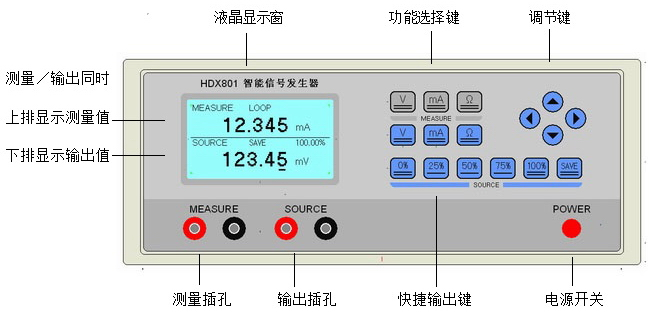 液晶显示窗
功能选择键
调节键
测量／输出同时
上排显示测量值
下排显示输出值
HDX801 智能信号发生器
MEASURE LOOP
12.345 mA
SOURCE SAVE 100.00%
123.45 mV
V mA Ω
MEASURE
V mA Ω
0% 25% 50% 75% 100% SAVE
SOURCE
MEASURE SOURCE POWER
测量插孔
输出插孔
快捷输出键
电源开关